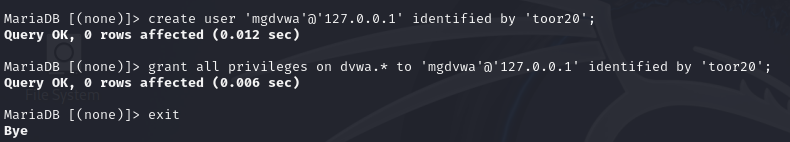 MariaDB [(none)]> create user 'mgdvwa'@'127.0.0.1' identified by 'toor20';
Query OK, 0 rows affected (0.012 sec)
MariaDB [(none)]> grant all privileges on dvwa.* to 'mgdvwa'@'127.0.0.1' identified by 'toor20';
Query OK, 0 rows affected (0.006 sec)
File System
MariaDB [(none)]> exit
Bye